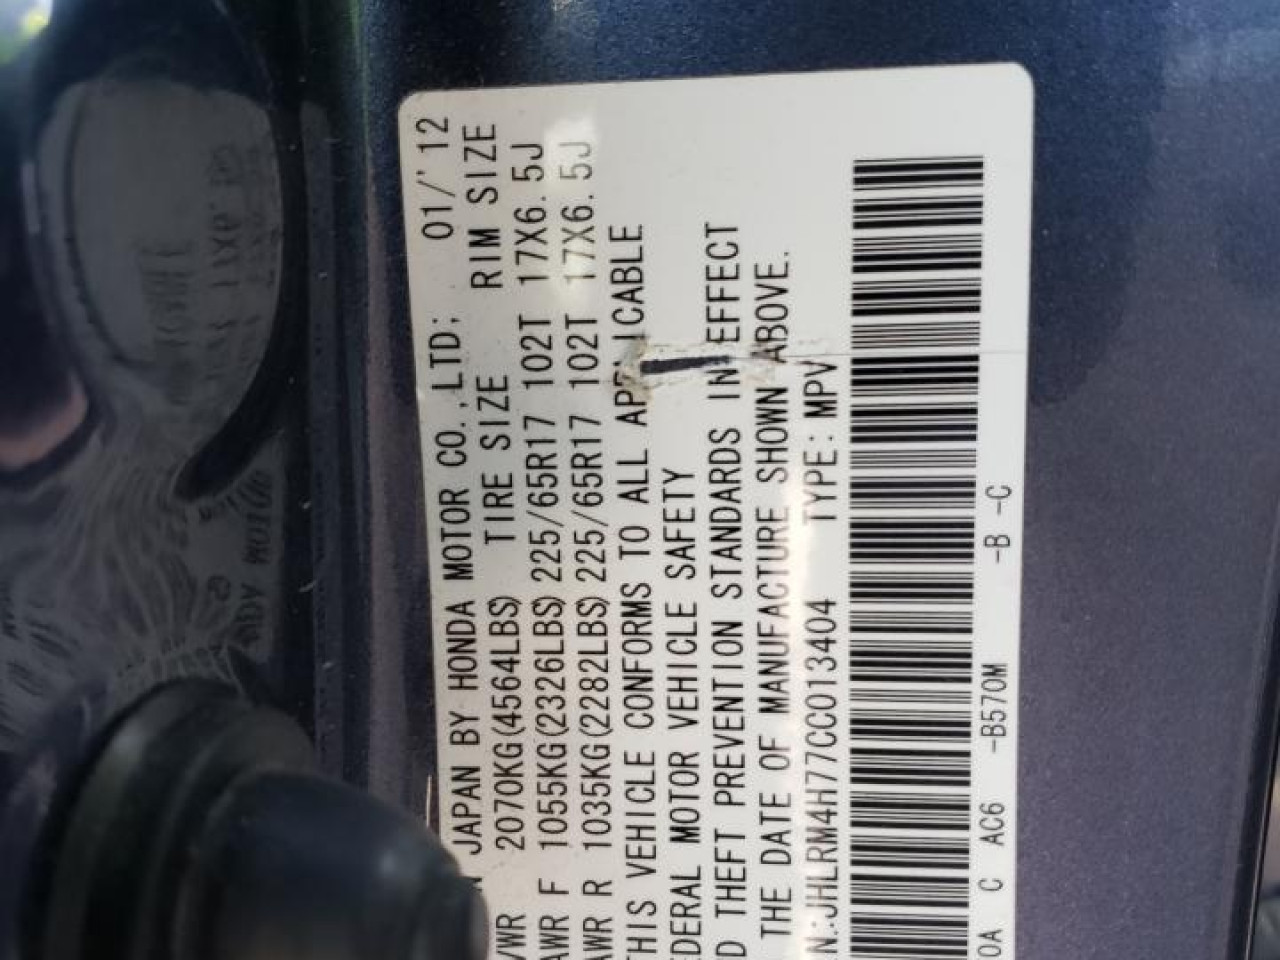 JAPAN BY HONDA MOTOR CO.,LTD; 01/'12
VWR 2070KG(4564LBS) TIRE SIZE RIM SIZE
AWR F 1055KG(2326LBS) 225/65R17 102T 17X6.5J
AWR R 1035KG(2282LBS) 225/65R17 102T 17X6.5J
THIS VEHICLE CONFORMS TO ALL APPLICABLE
EDERAL MOTOR VEHICLE SAFETY
D THEFT PREVENTION STANDARDS IN EFFECT
THE DATE OF MANUFACTURE SHOWN ABOVE.
N.:JHLRM4H77CC013404 TYPE: MPV
0A C AC6 -B570M -B -C